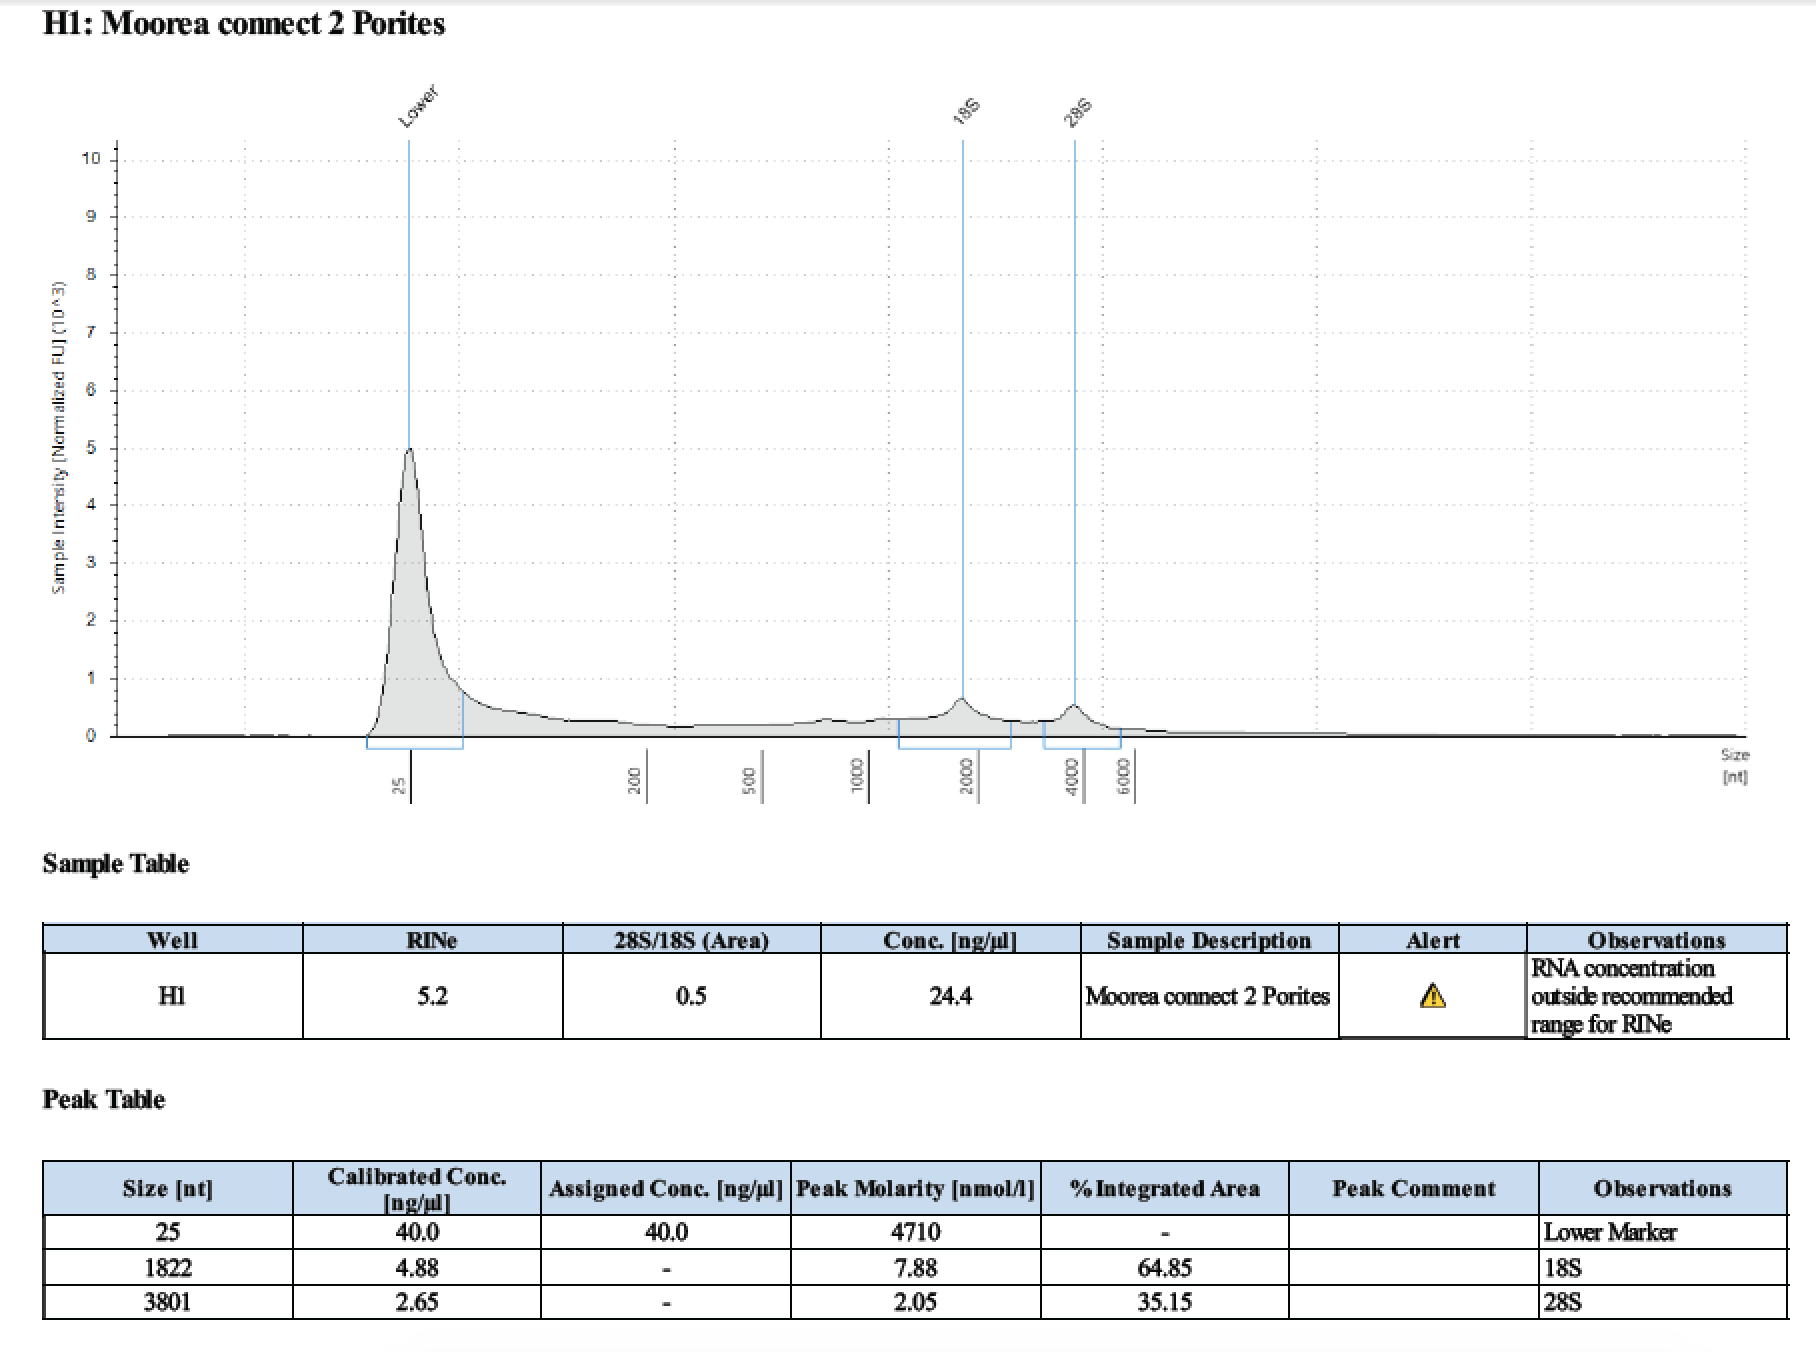 H1: Moorea connect 2 Porites
Lower
18S
28S
Sample Intensity [Normalized FU] (10^3)
10
9
8
7
6
5
4
3
2
1
0
25
200
500
1000
2000
4000
6000
Size
[nt]
Sample Table
Well RINe 28S/18S (Area) Conc. [ng/µl] Sample Description Alert Observations
H1 5.2 0.5 24.4 Moorea connect 2 Porites RNA concentration
outside recommended
range for RINe
Peak Table
Size [nt] Calibrated Conc. [ng/µl] Assigned Conc. [ng/µl] Peak Molarity [nmol/l] % Integrated Area Peak Comment Observations
25 40.0 40.0 4710 - Lower Marker
1822 4.88 - 7.88 64.85 18S
3801 2.65 - 2.05 35.15 28S